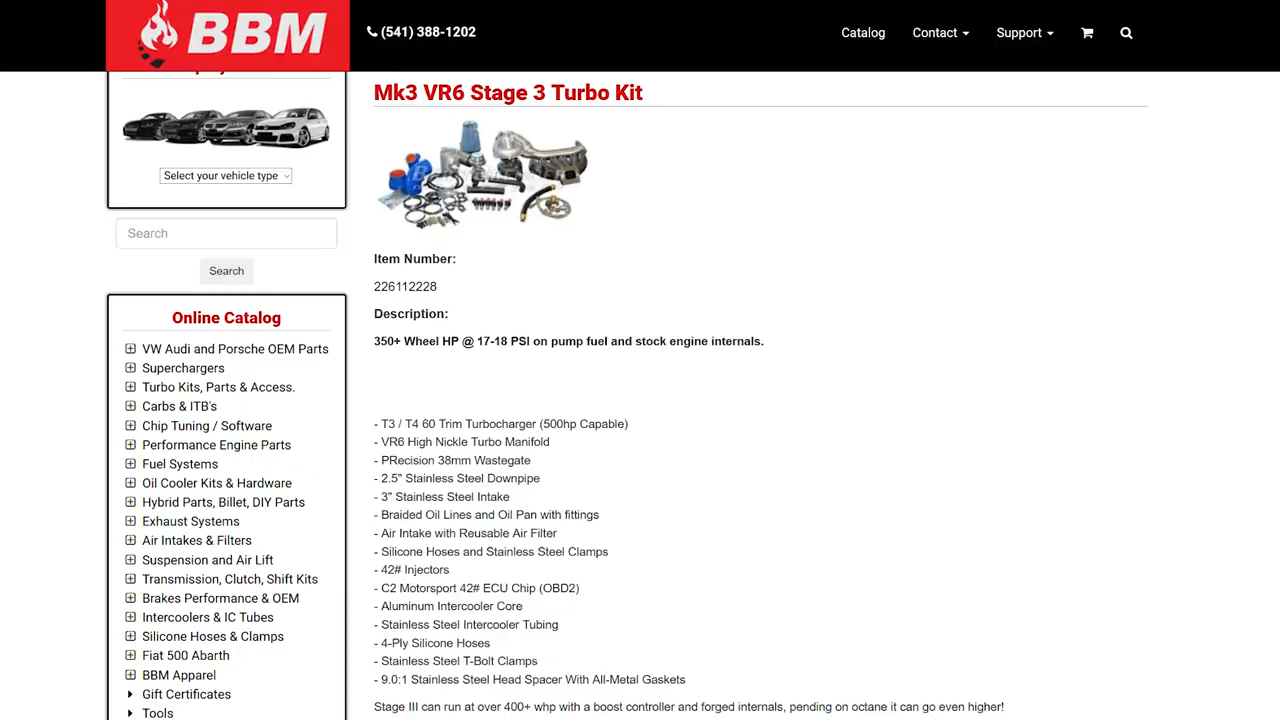 BBM
(541) 388-1202
Catalog
Contact
Support
Select your vehicle type
Search
Search
Online Catalog
VW Audi and Porsche OEM Parts
Superchargers
Turbo Kits, Parts & Access.
Carbs & ITB's
Chip Tuning / Software
Performance Engine Parts
Fuel Systems
Oil Cooler Kits & Hardware
Hybrid Parts, Billet, DIY Parts
Exhaust Systems
Air Intakes & Filters
Suspension and Air Lift
Transmission, Clutch, Shift Kits
Brakes Performance & OEM
Intercoolers & IC Tubes
Silicone Hoses & Clamps
Fiat 500 Abarth
BBM Apparel
Gift Certificates
Tools
Mk3 VR6 Stage 3 Turbo Kit
Item Number:
226112228
Description:
350+ Wheel HP @ 17-18 PSI on pump fuel and stock engine internals.
- T3 / T4 60 Trim Turbocharger (500hp Capable)
- VR6 High Nickle Turbo Manifold
- PRecision 38mm Wastegate
- 2.5" Stainless Steel Downpipe
- 3" Stainless Steel Intake
- Braided Oil Lines and Oil Pan with fittings
- Air Intake with Reusable Air Filter
- Silicone Hoses and Stainless Steel Clamps
- 42# Injectors
- C2 Motorsport 42# ECU Chip (OBD2)
- Aluminum Intercooler Core
- Stainless Steel Intercooler Tubing
- 4-Ply Silicone Hoses
- Stainless Steel T-Bolt Clamps
- 9.0:1 Stainless Steel Head Spacer With All-Metal Gaskets
Stage III can run at over 400+ whp with a boost controller and forged internals, pending on octane it can go even higher!